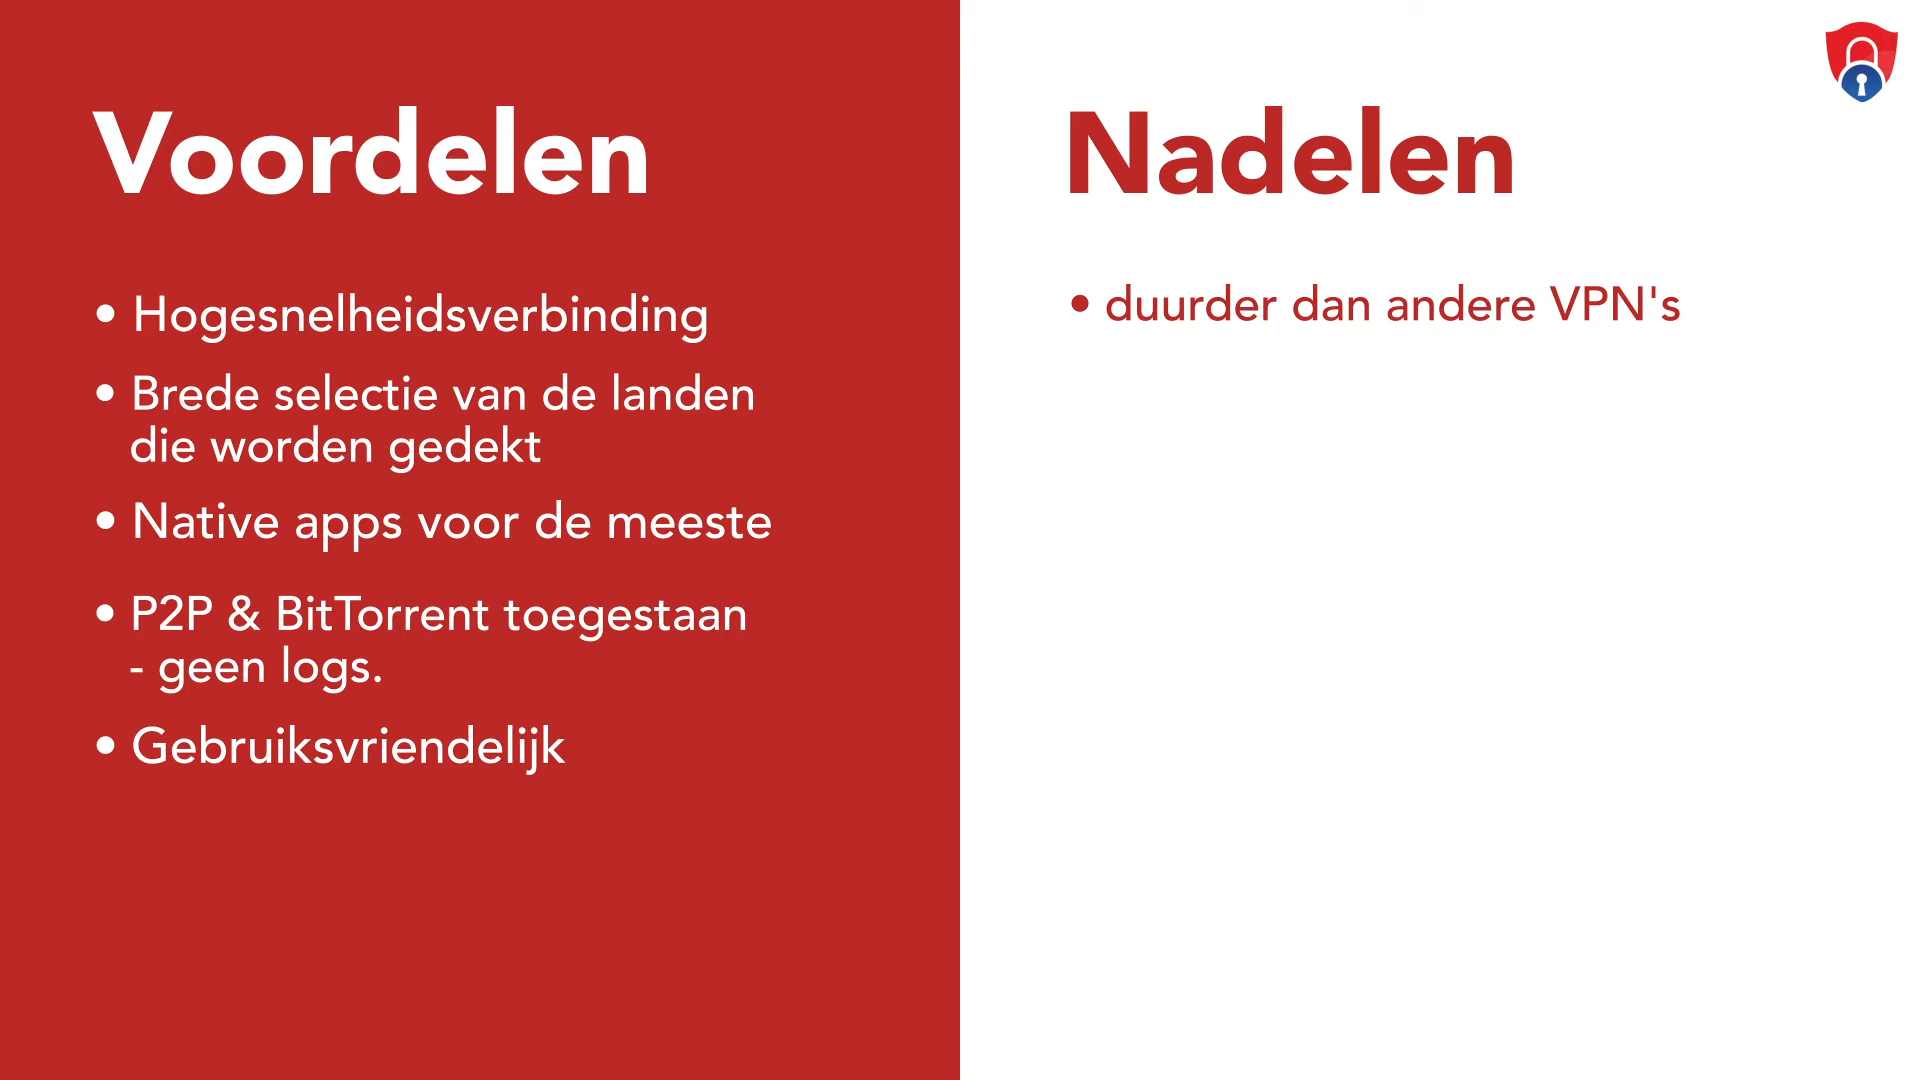 Voordelen
• Hogesnelheidsverbinding
• Brede selectie van de landen
die worden gedekt
• Native apps voor de meeste
• P2P & BitTorrent toegestaan
- geen logs.
• Gebruiksvriendelijk
Nadelen
• duurder dan andere VPN's